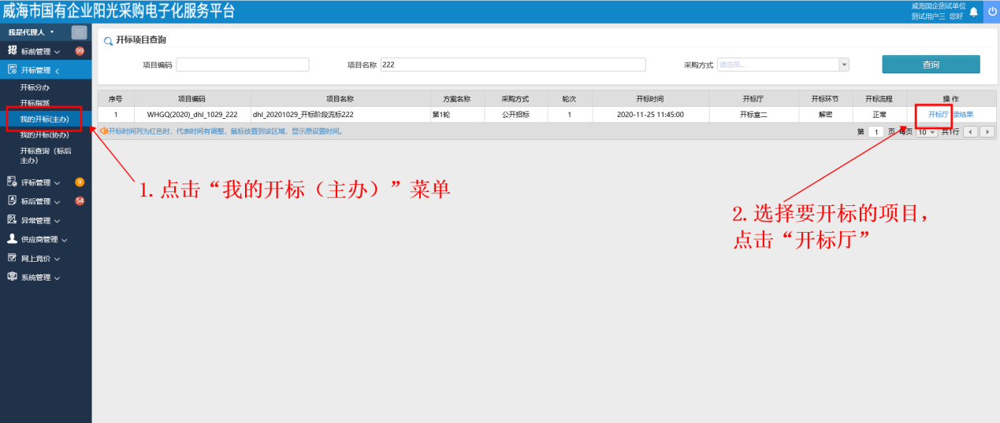 威海市国有企业阳光采购电子化服务平台
威海国企测试单位
测试用户三 您好
我是代理人
标前管理 99
开标管理
开标分办
开标指派
我的开标(主办)
我的开标(协办)
开标查询（标后
主办）
评标管理 9
标后管理 54
异常管理
供应商管理
网上竞价
系统管理
开标项目查询
项目编码
项目名称 222
采购方式 请选择...
查询
序号 项目编码 项目名称 方案名称 采购方式 轮次 开标时间 开标厅 开标环节 开标流程 操 作
1 WHGQ(2020)_dhl_1029_222 dhl_20201029_开标阶段流标222 第1轮 公开招标 1 2020-11-25 11:45:00 开标室二 解密 正常 开标厅 录结果
开标时间列为红色时，代表时间有调整，鼠标放置到该区域，显示原设置时间。
第 1 页 每页 10 共1行
1. 点击“我的开标（主办）”菜单
2. 选择要开标的项目，
点击“开标厅”